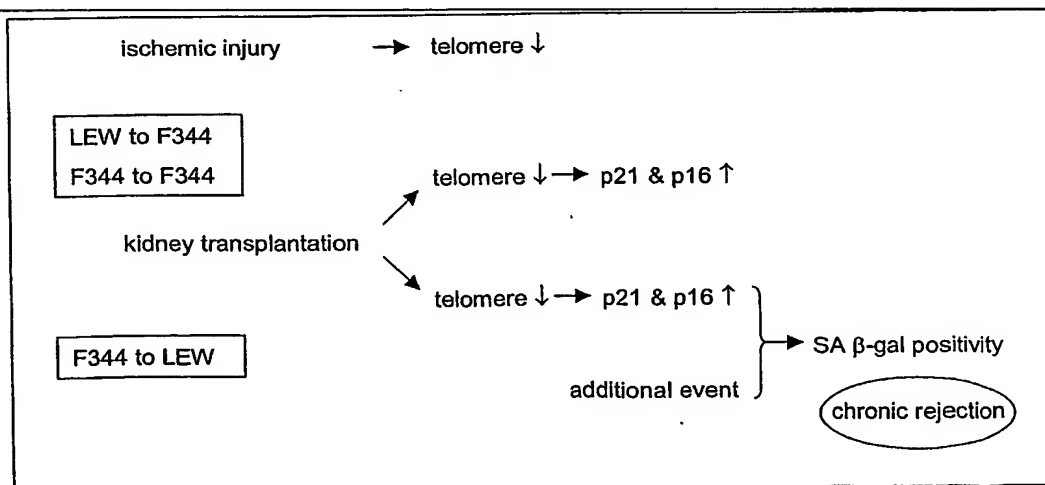 ischemic injury → telomere ↓
LEW to F344
F344 to F344
telomere ↓ → p21 & p16 ↑
kidney transplantation
telomere ↓ → p21 & p16 ↑
F344 to LEW
SA β-gal positivity
additional event
chronic rejection